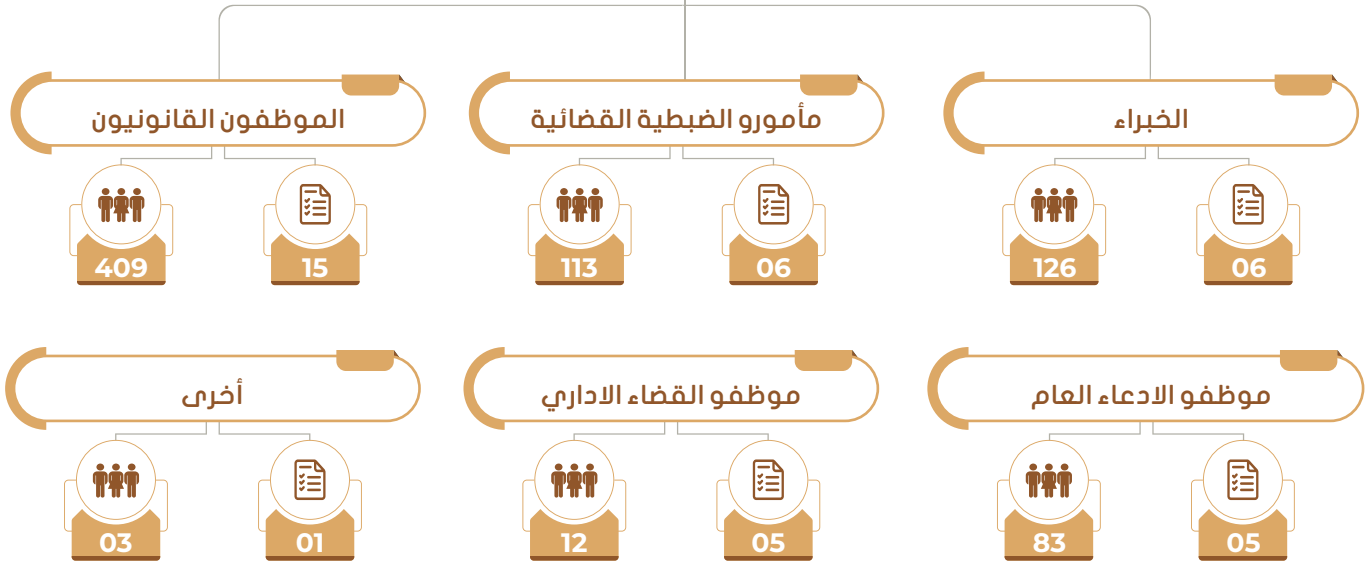 الخبراء
مأمورو الضبطية القضائية
الموظفون القانونيون
06
126
06
113
15
409
موظفو الادعاء العام
موظفو القضاء الاداري
أخرى
05
83
05
12
01
03